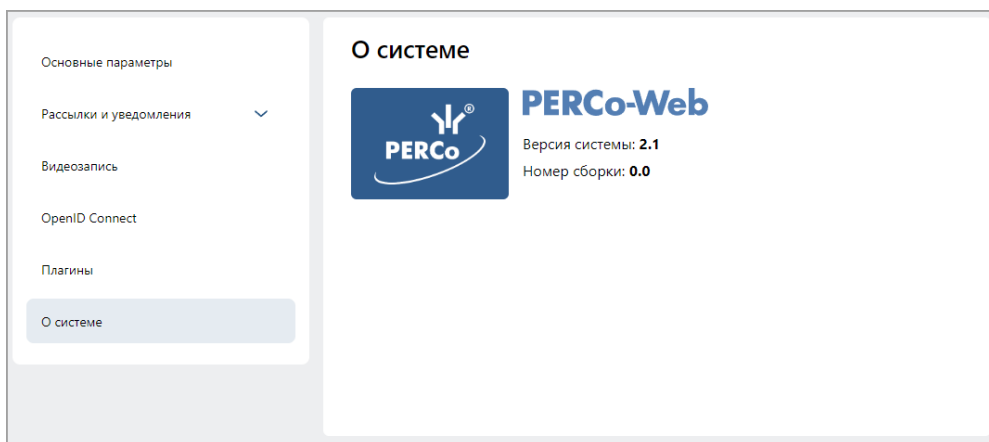 Основные параметры
Рассылки и уведомления
Видеозапись
OpenID Connect
Плагины
О системе
О системе
PERCo®
PERCo-Web
Версия системы: 2.1
Номер сборки: 0.0